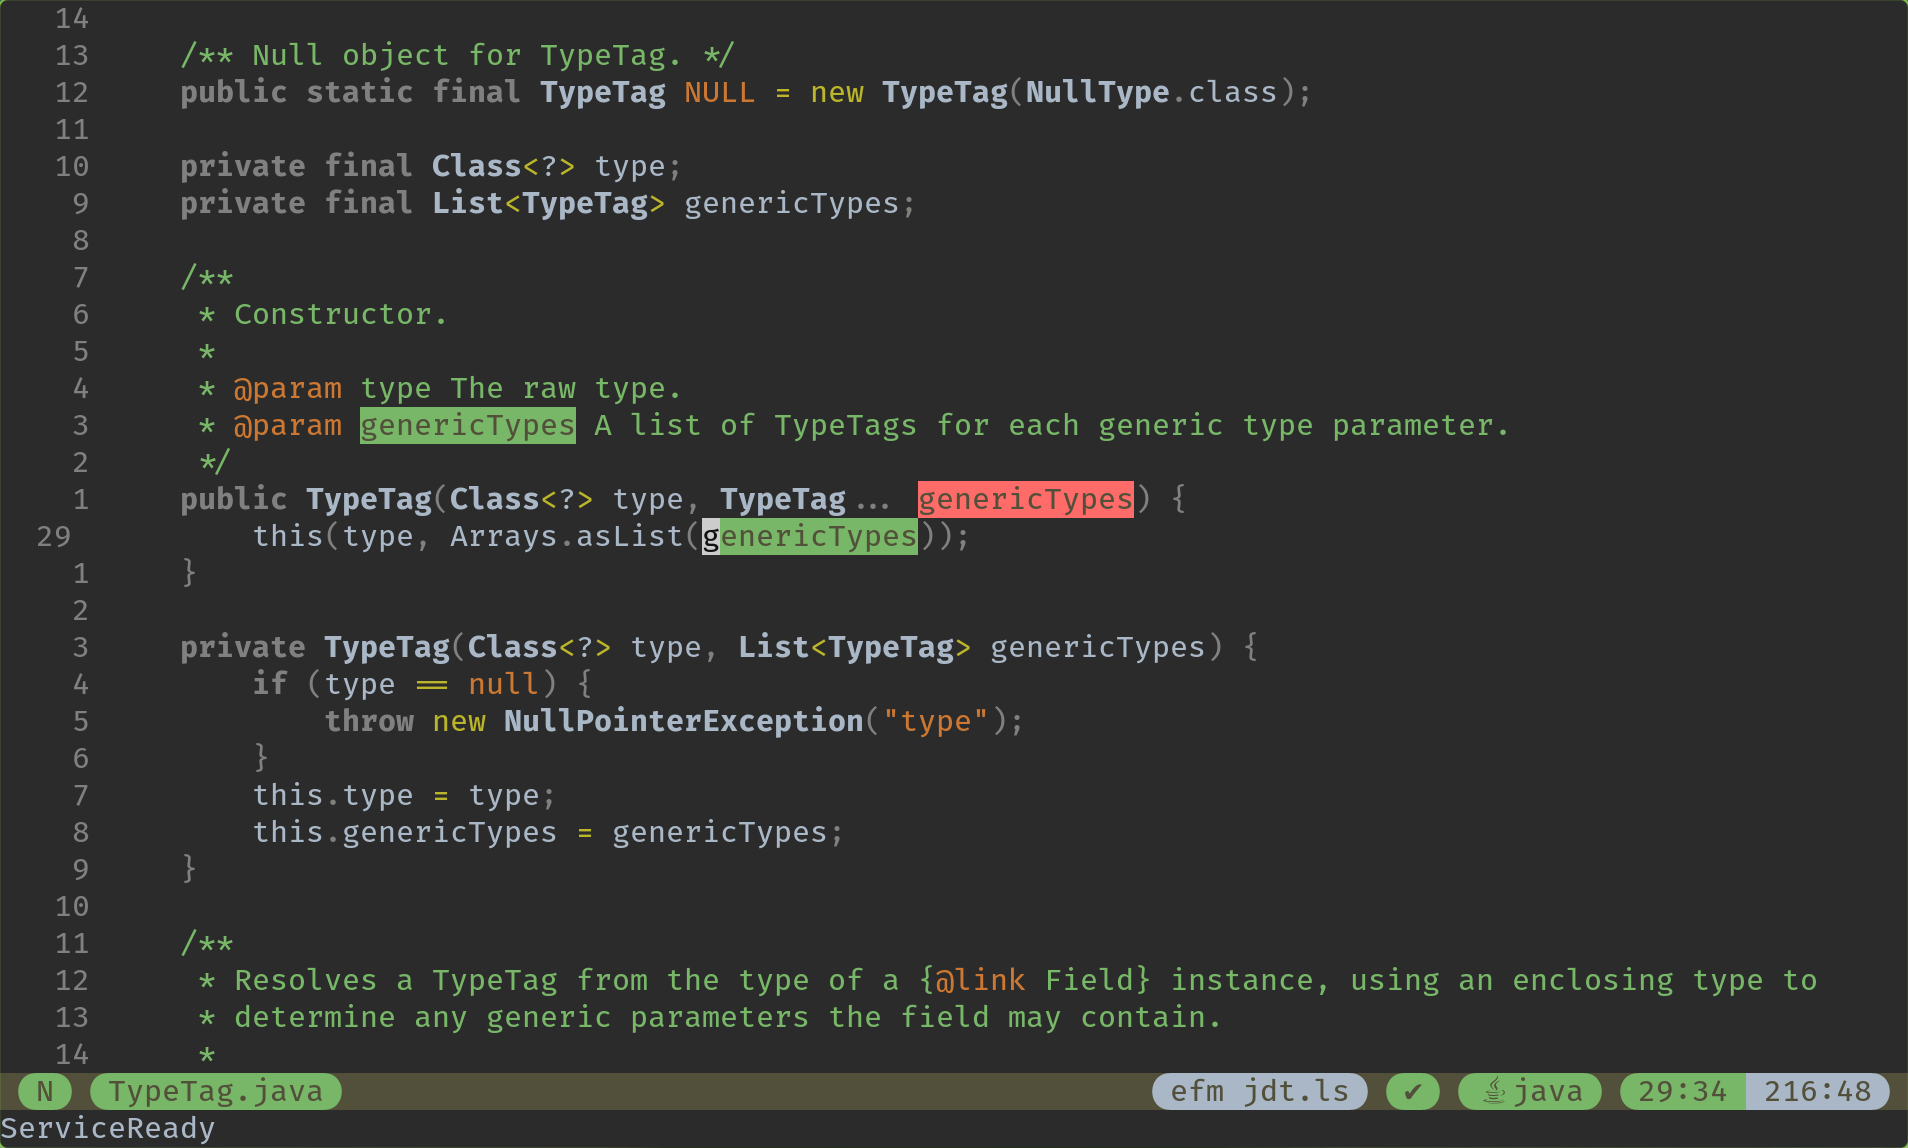 14
13 /** Null object for TypeTag. */
12 public static final TypeTag NULL = new TypeTag(NullType.class);
11
10 private final Class<?> type;
9 private final List<TypeTag> genericTypes;
8
7 /**
6 * Constructor.
5 *
4 * @param type The raw type.
3 * @param genericTypes A list of TypeTags for each generic type parameter.
2 */
1 public TypeTag(Class<?> type, TypeTag... genericTypes) {
29 this(type, Arrays.asList(genericTypes));
1 }
2
3 private TypeTag(Class<?> type, List<TypeTag> genericTypes) {
4 if (type == null) {
5 throw new NullPointerException("type");
6 }
7 this.type = type;
8 this.genericTypes = genericTypes;
9 }
10
11 /**
12 * Resolves a TypeTag from the type of a {@link Field} instance, using an enclosing type to
13 * determine any generic parameters the field may contain.
14 *
N TypeTag.java efm jdt.ls ✔ java 29:34 216:48
ServiceReady